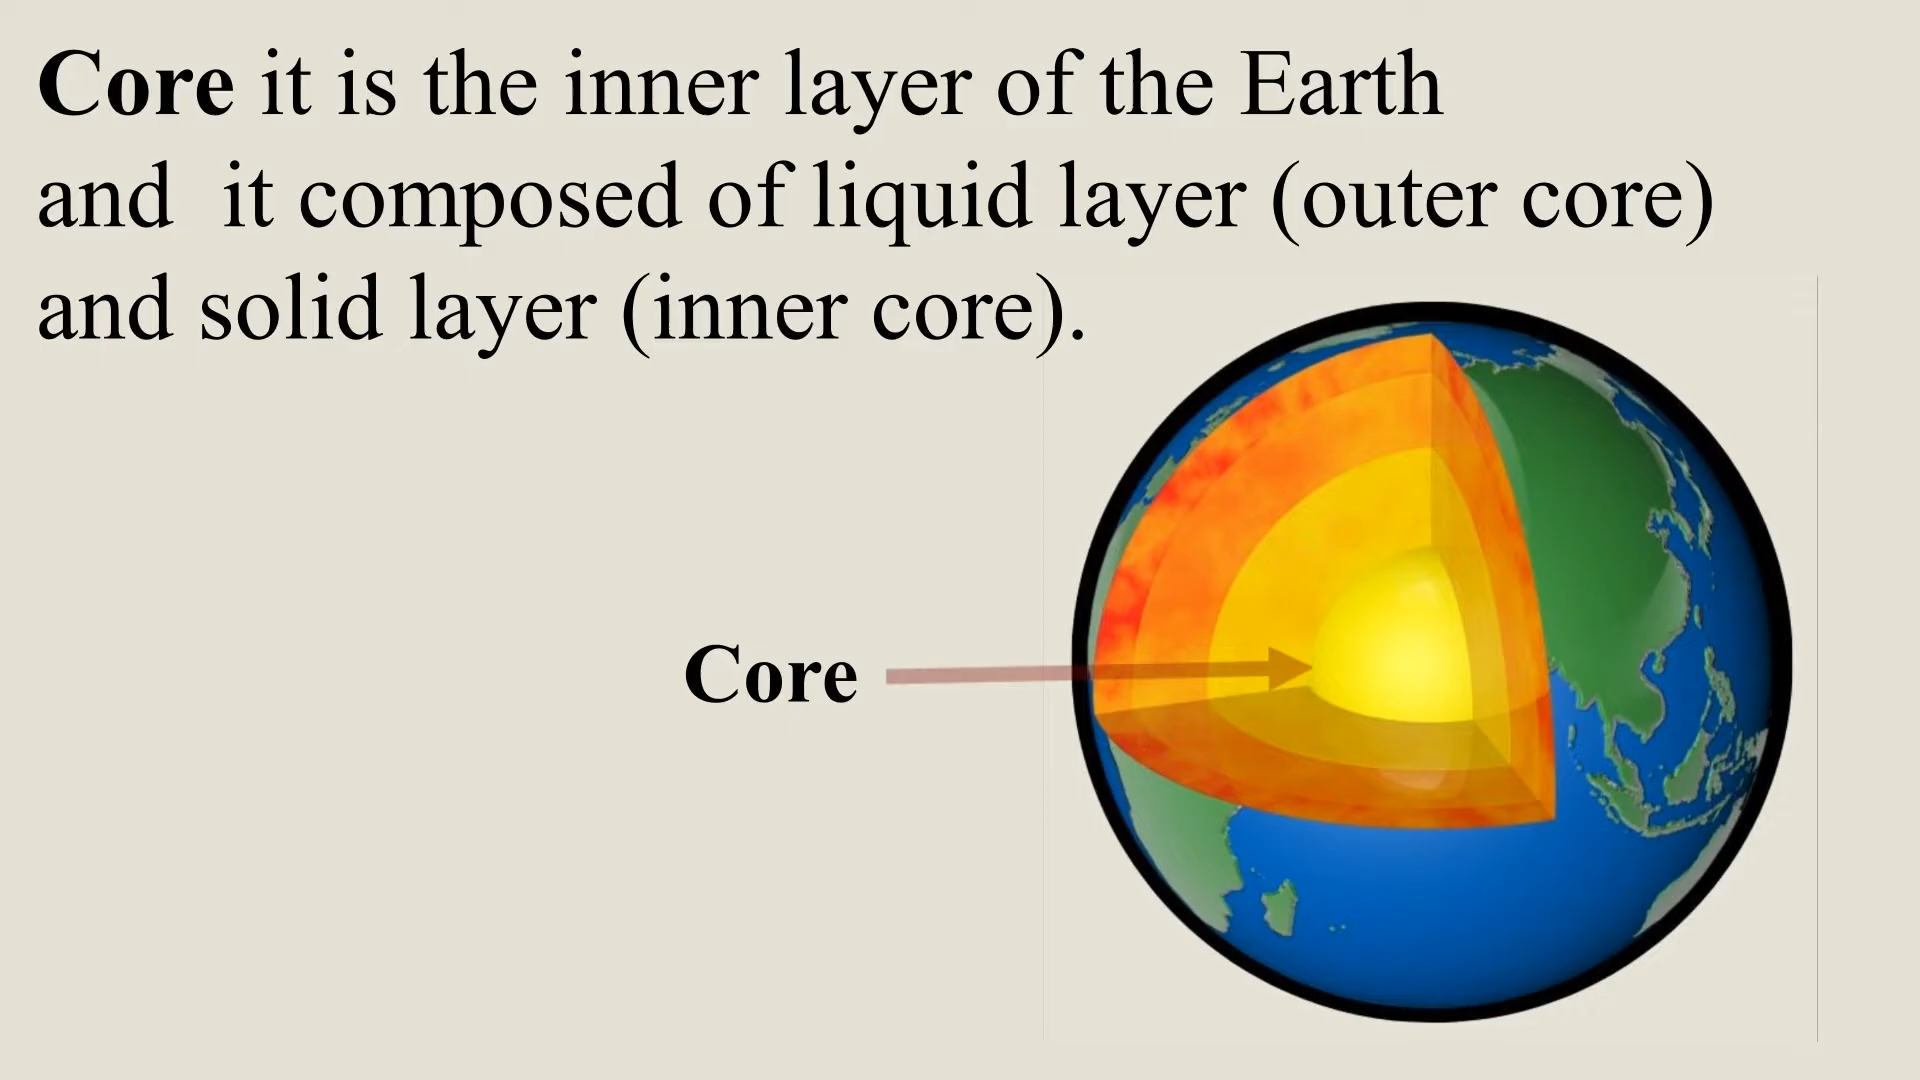 Core it is the inner layer of the Earth
and  it composed of liquid layer (outer core)
and solid layer (inner core).
Core